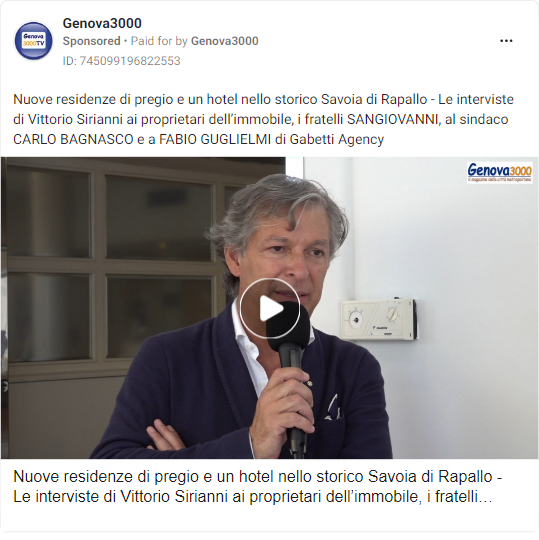 Genova3000
Sponsored • Paid for by Genova3000
ID: 745099196822553
Nuove residenze di pregio e un hotel nello storico Savoia di Rapallo - Le interviste
di Vittorio Sirianni ai proprietari dell’immobile, i fratelli SANGIOVANNI, al sindaco
CARLO BAGNASCO e a FABIO GUGLIELMI di Gabetti Agency
Genova3000
Nuove residenze di pregio e un hotel nello storico Savoia di Rapallo -
Le interviste di Vittorio Sirianni ai proprietari dell’immobile, i fratelli…